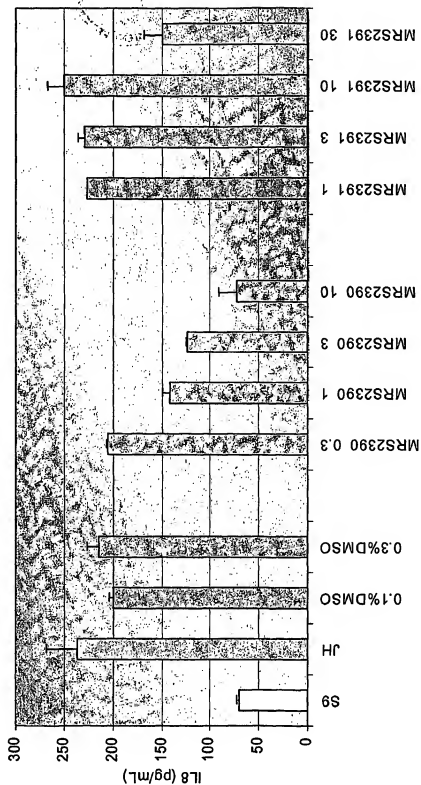 IL8 (pg/mL)
300
250
200
150
100
50
0
S9
JH
0.1%DMSO
0.3%DMSO
MRS2390 0.3
MRS2390 1
MRS2390 3
MRS2390 10
MRS2391 1
MRS2391 3
MRS2391 10
MRS2391 30